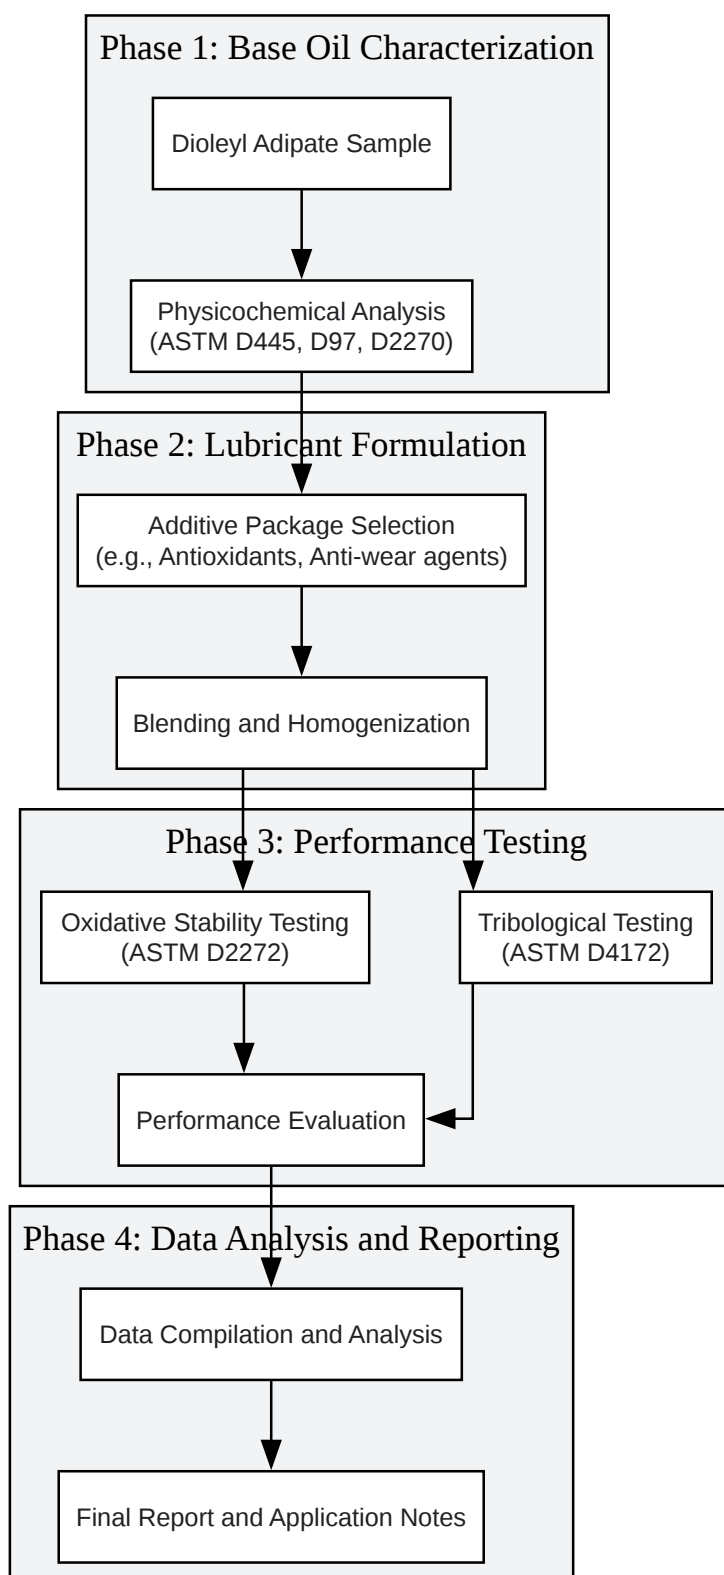 Phase 1: Base Oil Characterization
Dioleyl Adipate Sample
Physicochemical Analysis
(ASTM D445, D97, D2270)
Phase 2: Lubricant Formulation
Additive Package Selection
(e.g., Antioxidants, Anti-wear agents)
Blending and Homogenization
Phase 3: Performance Testing
Oxidative Stability Testing
(ASTM D2272)
Tribological Testing
(ASTM D4172)
Performance Evaluation
Phase 4: Data Analysis and Reporting
Data Compilation and Analysis
Final Report and Application Notes